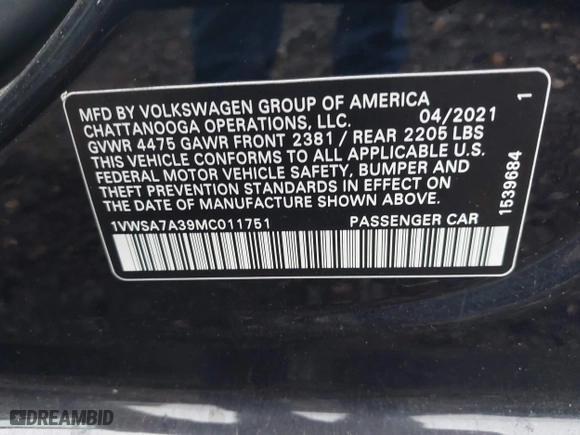 MFD BY VOLKSWAGEN GROUP OF AMERICA
CHATTANOOGA OPERATIONS, LLC. 04/2021 1
GVWR 4475 GAWR FRONT 2381 / REAR 2205 LBS
THIS VEHICLE CONFORMS TO ALL APPLICABLE U.S.
FEDERAL MOTOR VEHICLE SAFETY, BUMPER AND
THEFT PREVENTION STANDARDS IN EFFECT ON
THE DATE OF MANUFACTURE SHOWN ABOVE.
1VWSA7A39MC011751 PASSENGER CAR
1539684
DREAMBID